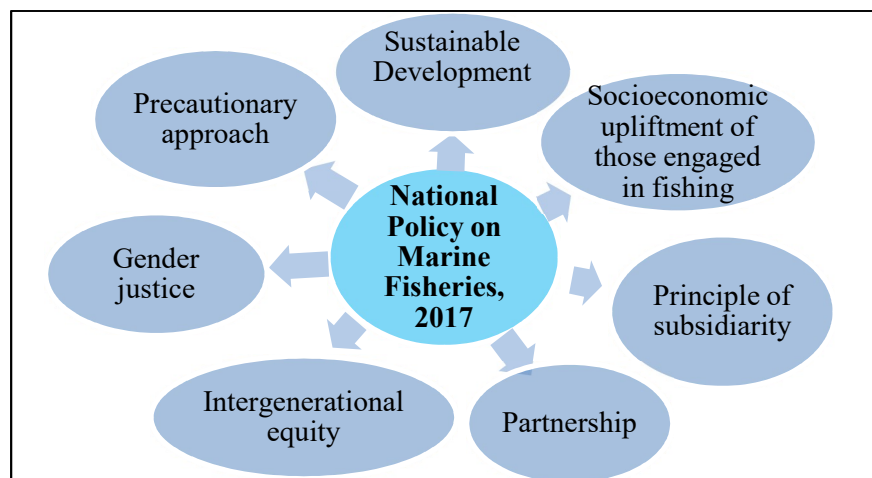 Sustainable
Development
Socioeconomic
upliftment of
those engaged
in fishing
Principle of
subsidiarity
Partnership
Intergenerational
equity
Gender
justice
Precautionary
approach
National
Policy on
Marine
Fisheries,
2017